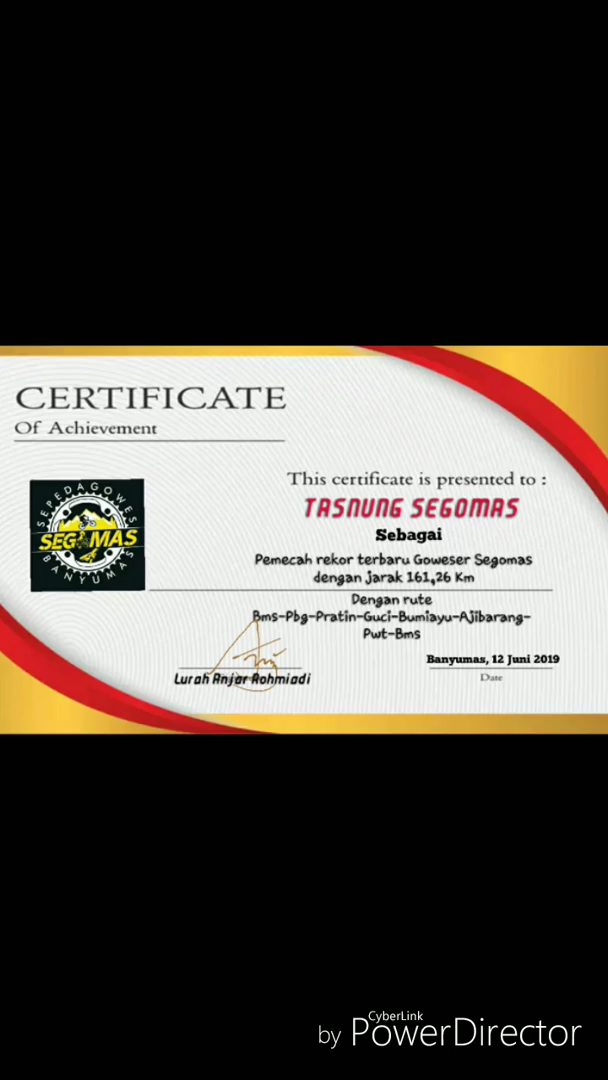 CERTIFICATE
Of Achievement
This certificate is presented to :
TASNUNG SEGOMAS
Sebagai
SEPEDAGOWES
SEGOMAS
BANYUMAS
Pemecah rekor terbaru Goweser Segomas
dengan jarak 161,26 Km
Dengan rute
Bms-Pbg-Pratin-Guci-Bumiayu-Ajibarang-
Pwt-Bms
Banyumas, 12 Juni 2019
Date
Lurah Anjar Rohmiadi
CyberLink
by PowerDirector